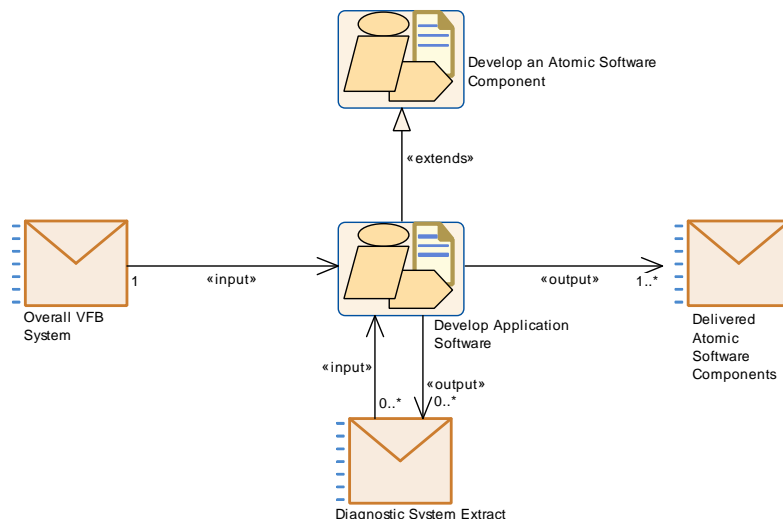 Develop an Atomic Software
Component
«extends»
1
«input»
«output»
1..*
Overall VFB
System
Develop Application
Software
Delivered
Atomic
Software
Components
«input»
«output»
0..*
0..*
Diagnostic System Extract